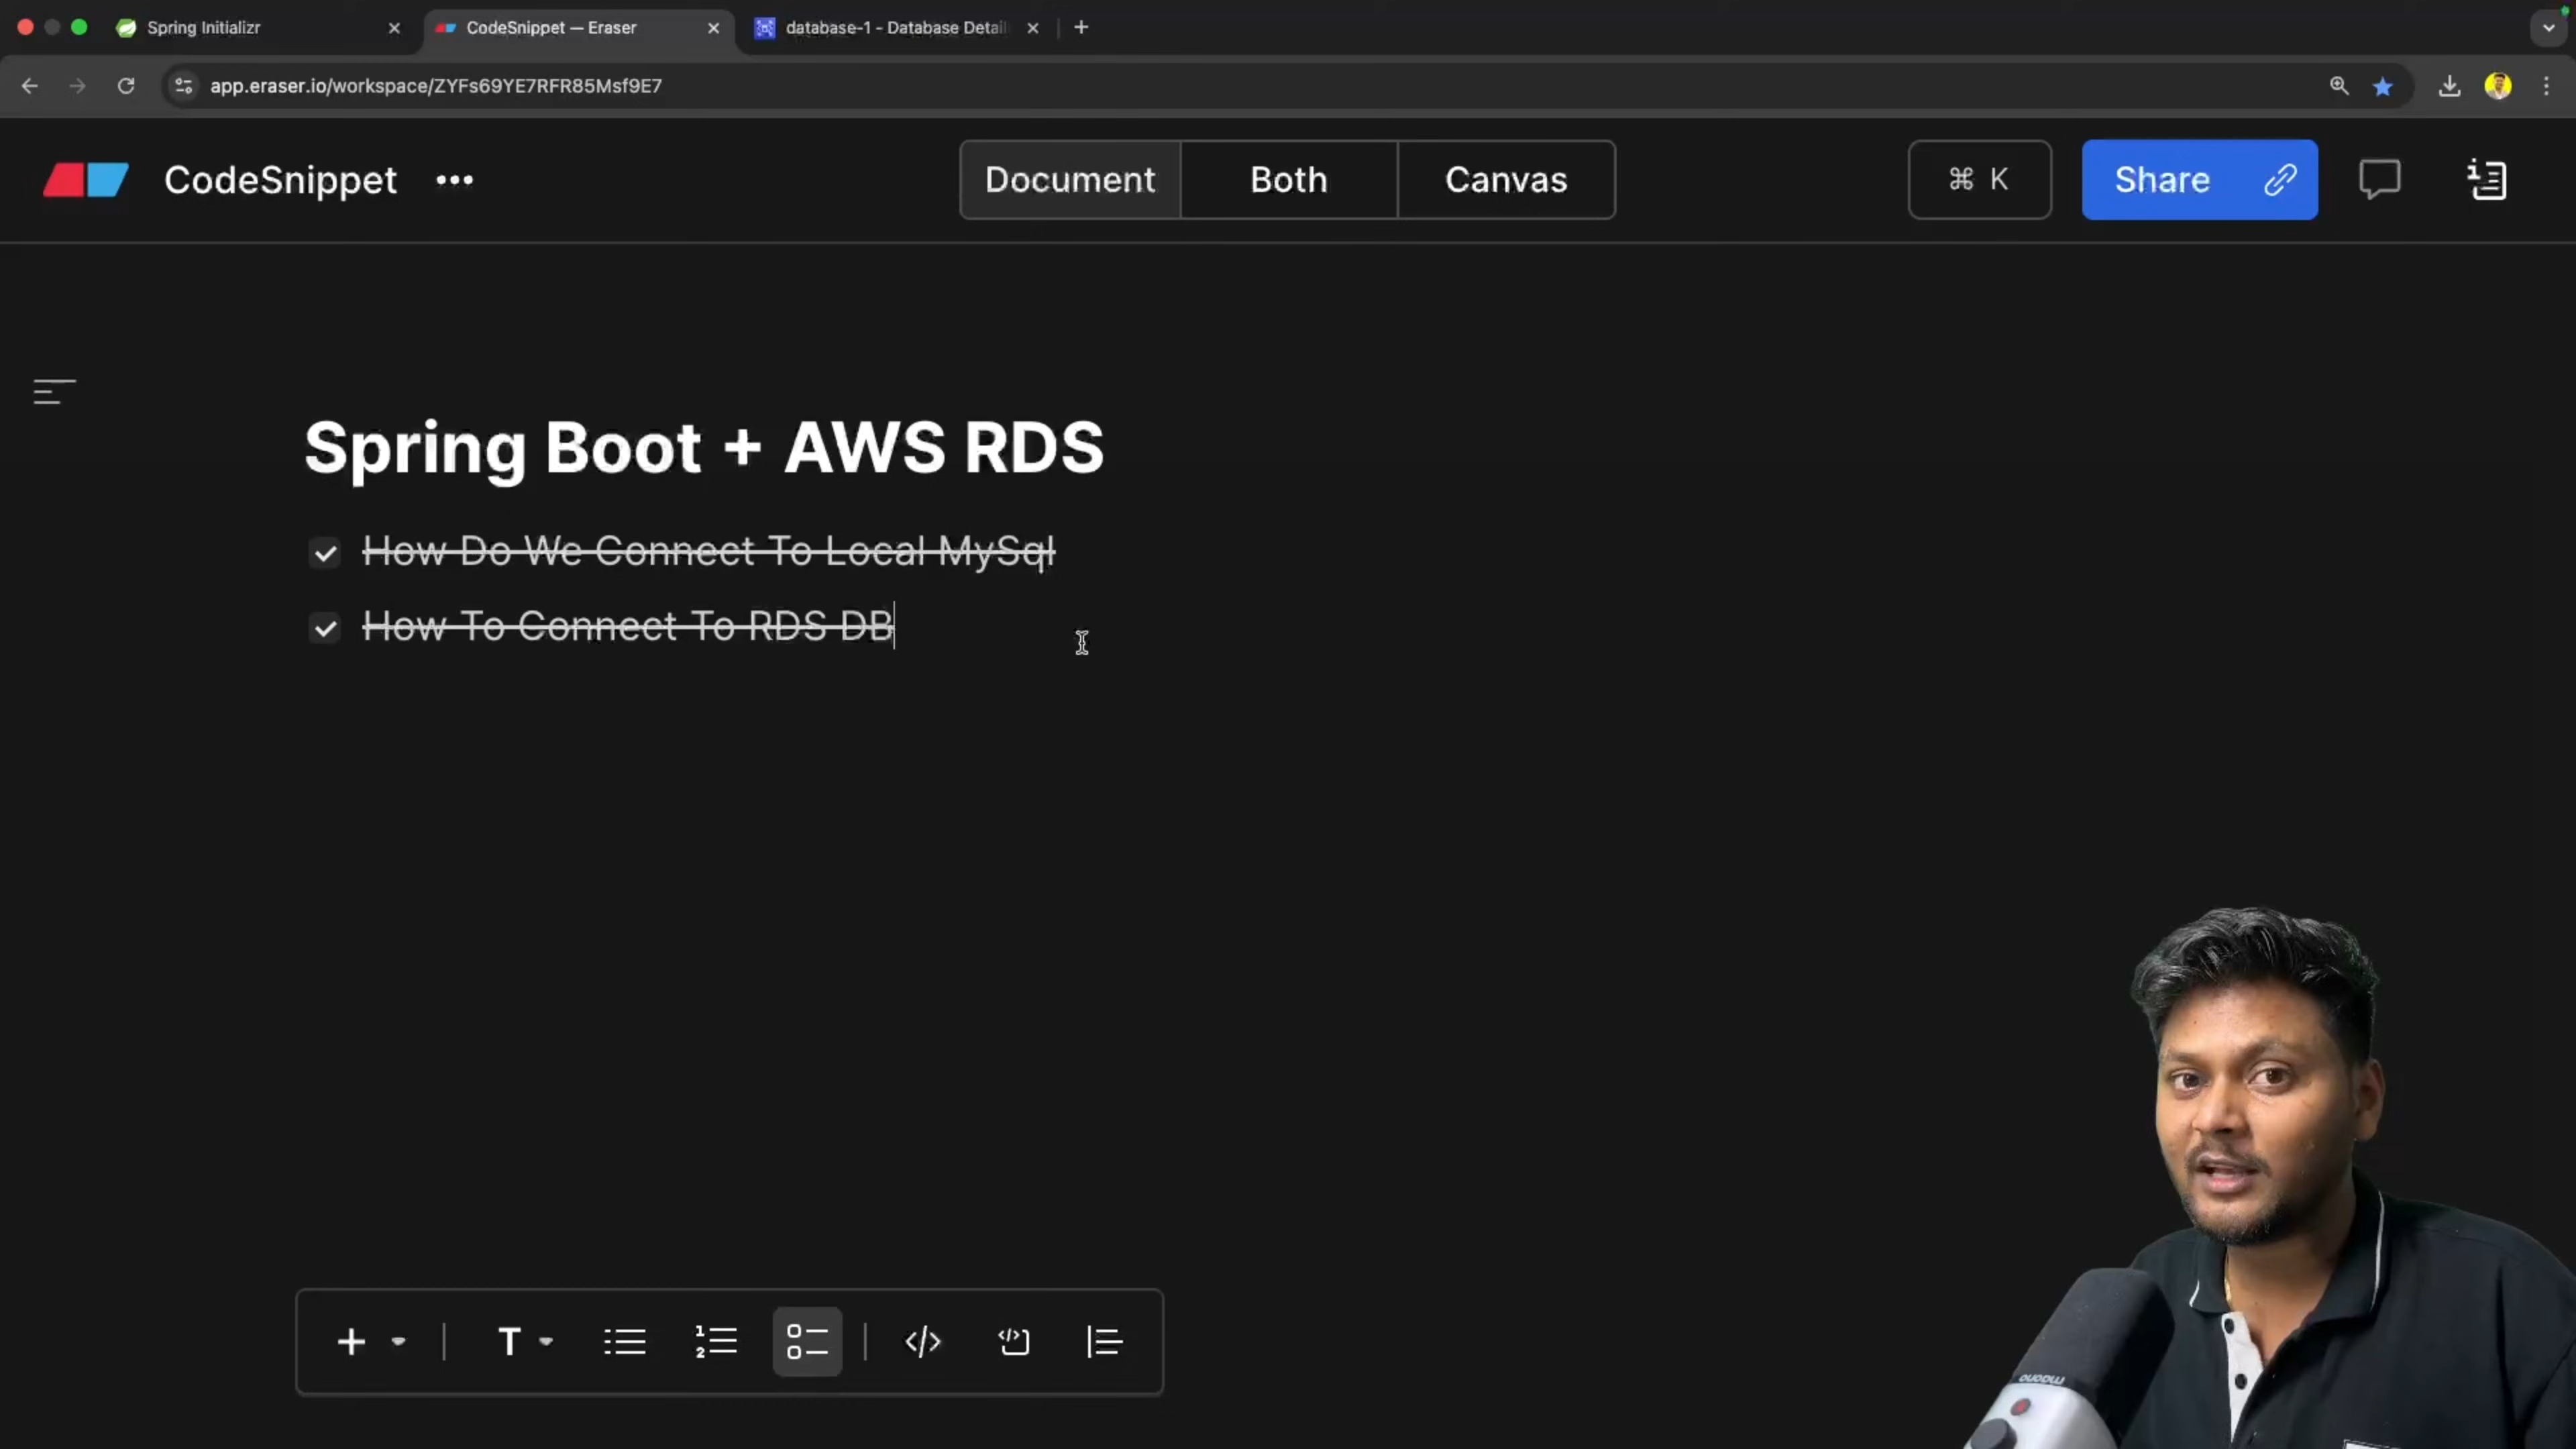 Spring Initializr
CodeSnippet — Eraser
database-1 - Database Detail
app.eraser.io/workspace/ZYFs69YE7RFR85Msf9E7
CodeSnippet
Document
Both
Canvas
⌘ K
Share
Spring Boot + AWS RDS
How Do We Connect To Local MySql
How To Connect To RDS DB
T
maono